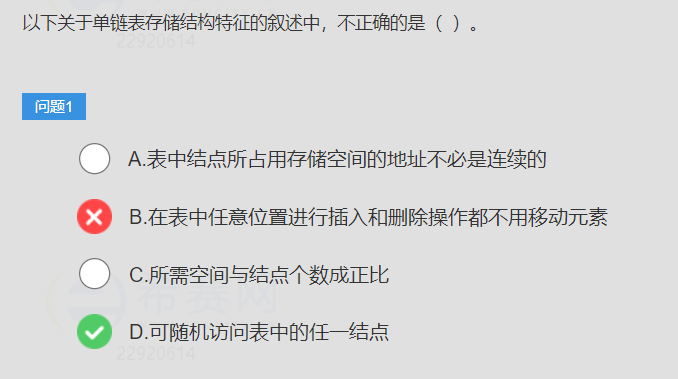 以下关于单链表存储结构特征的叙述中，不正确的是（ ）。
22920614
问题1
A.表中结点所占用存储空间的地址不必是连续的
B.在表中任意位置进行插入和删除操作都不用移动元素
C.所需空间与结点个数成正比
希赛网
D.可随机访问表中的任一结点
22920614